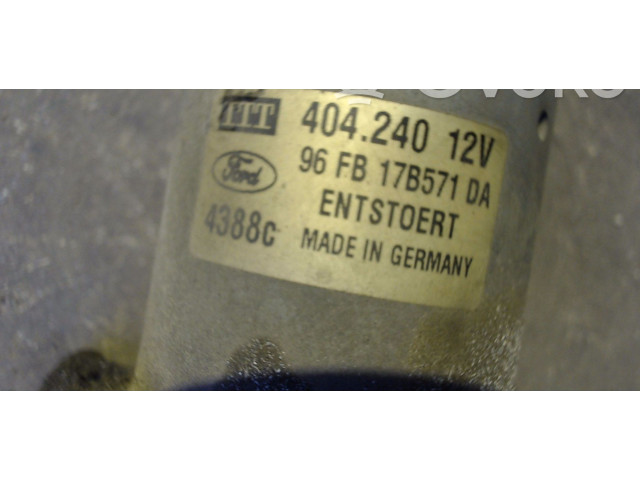 ITT 404.240 12V
Ford 96 FB 17B571 DA
ENTSTOERT
4388c MADE IN GERMANY